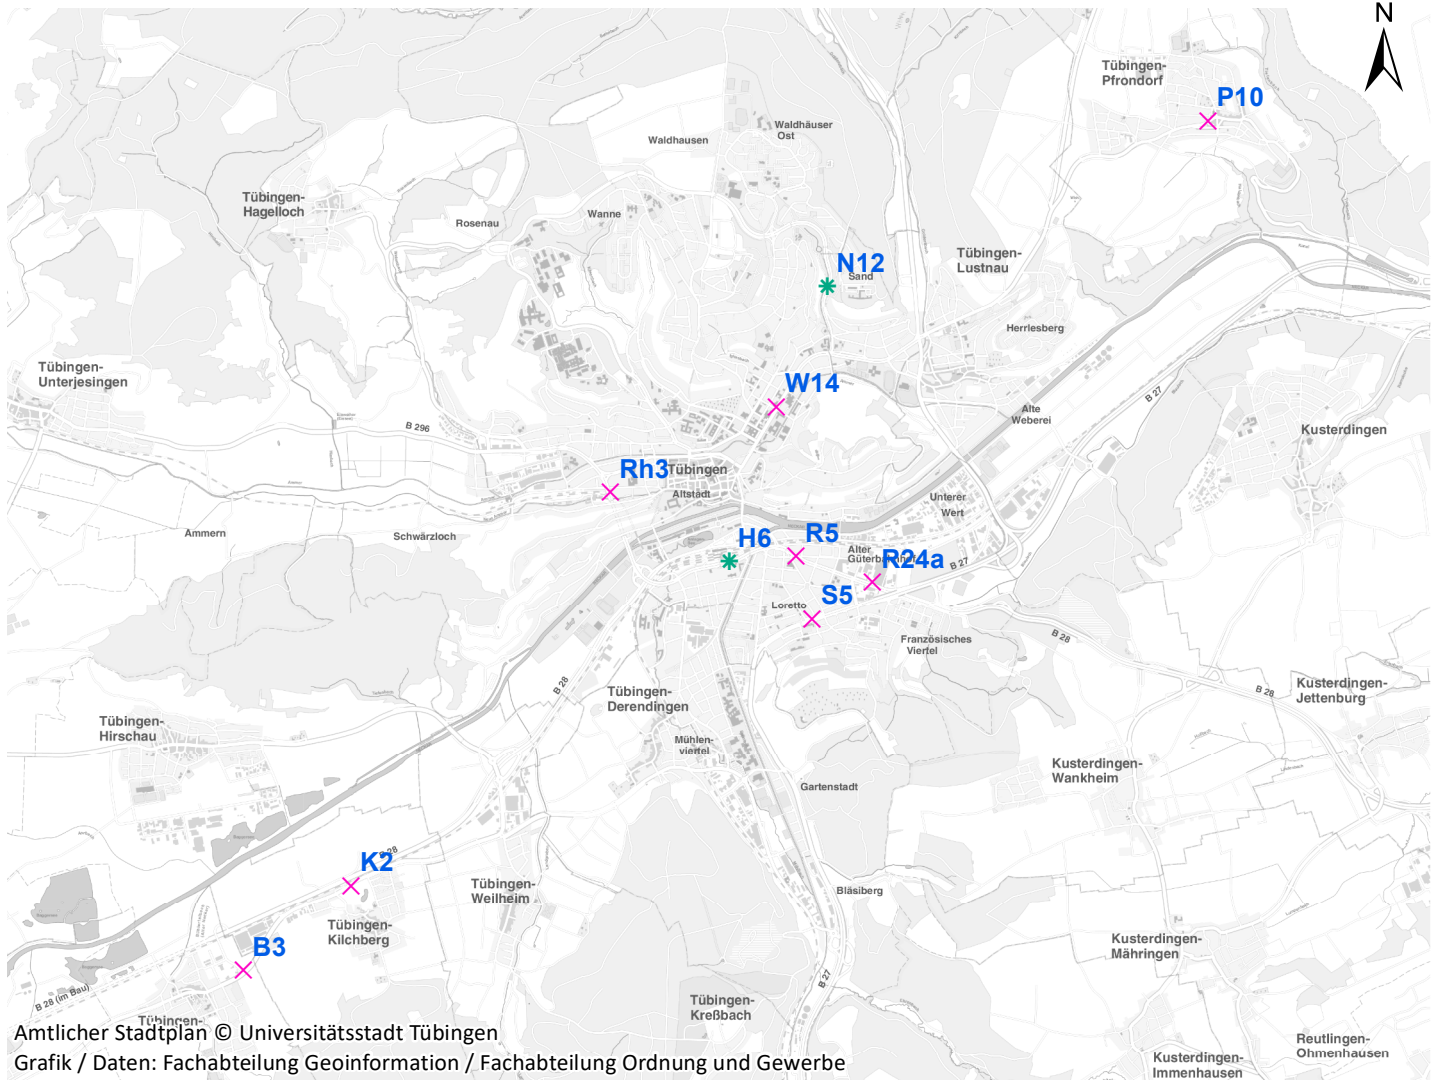 N
Tübingen-
Pfrondorf
P10
Waldhäuser
Ost
Waldhausen
Tübingen-
Hagelloch
Rosenau
Wanne
N12
Sand
Tübingen-
Lustnau
Herrlesberg
Tübingen-
Unterjesingen
W14
B 296
Alte
Weberei
B 27
Kusterdingen
Rh3
Tübingen
Altstadt
Unterer
Wert
Ammern
Schwärzloch
H6
R5
Alter
Güterbahnhof
R24a
B 27
S5
Loretto
Französisches
Viertel
B 28
B 28
B 28
Tübingen-
Derendingen
Kusterdingen-
Jettenburg
Tübingen-
Hirschau
Mühlen-
viertel
Kusterdingen-
Wankheim
Gartenstadt
K2
B 28
Tübingen-
Weilheim
Bläsiberg
Tübingen-
Kilchberg
B3
Kusterdingen-
Mähringen
B 27
B 28 (im Bau)
Tübingen-
Kreßbach
Tübingen-
Amtlicher Stadtplan © Universitätsstadt Tübingen
Grafik / Daten: Fachabteilung Geoinformation / Fachabteilung Ordnung und Gewerbe
Reutlingen-
Ohmenhausen
Kusterdingen-
Immenhausen